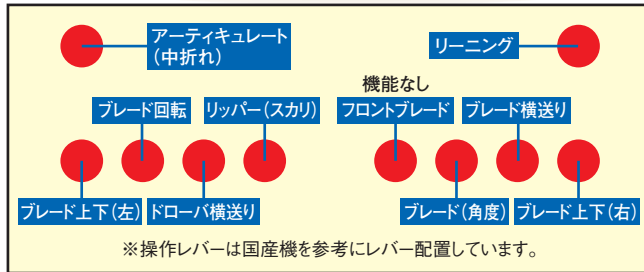 アーティキュレート
（中折れ）
リーニング
機能なし
ブレード回転
リッパー（スカリ）
フロントブレード
ブレード横送り
ブレード上下（左）
ドローバ横送り
ブレード（角度）
ブレード上下（右）
※操作レバーは国産機を参考にレバー配置しています。